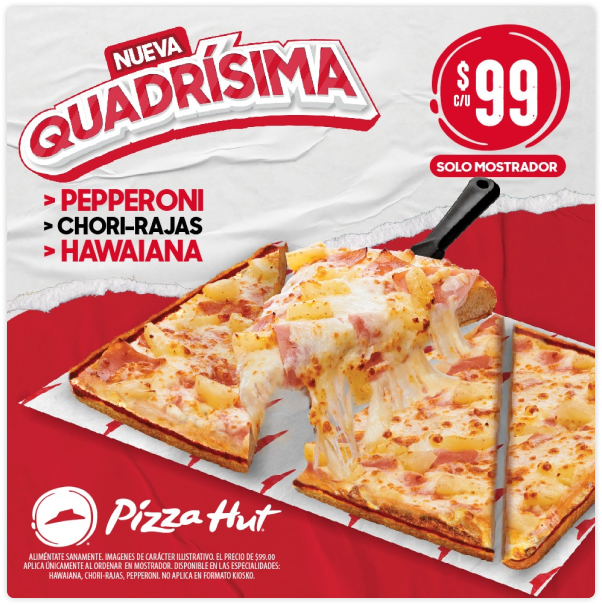 NUEVA
QUADRÍSIMA
$99
C/U
SOLO MOSTRADOR
> PEPPERONI
> CHORI-RAJAS
> HAWAIANA
Pizza Hut
ALIMÉNTATE SANAMENTE. IMAGENES DE CARÁCTER ILUSTRATIVO. EL PRECIO DE $99.00
APLICA ÚNICAMENTE AL ORDENAR EN MOSTRADOR. DISPONIBLE EN LAS ESPECIALIDADES:
HAWAIANA, CHORI-RAJAS, PEPPERONI. NO APLICA EN FORMATO KIOSKO.